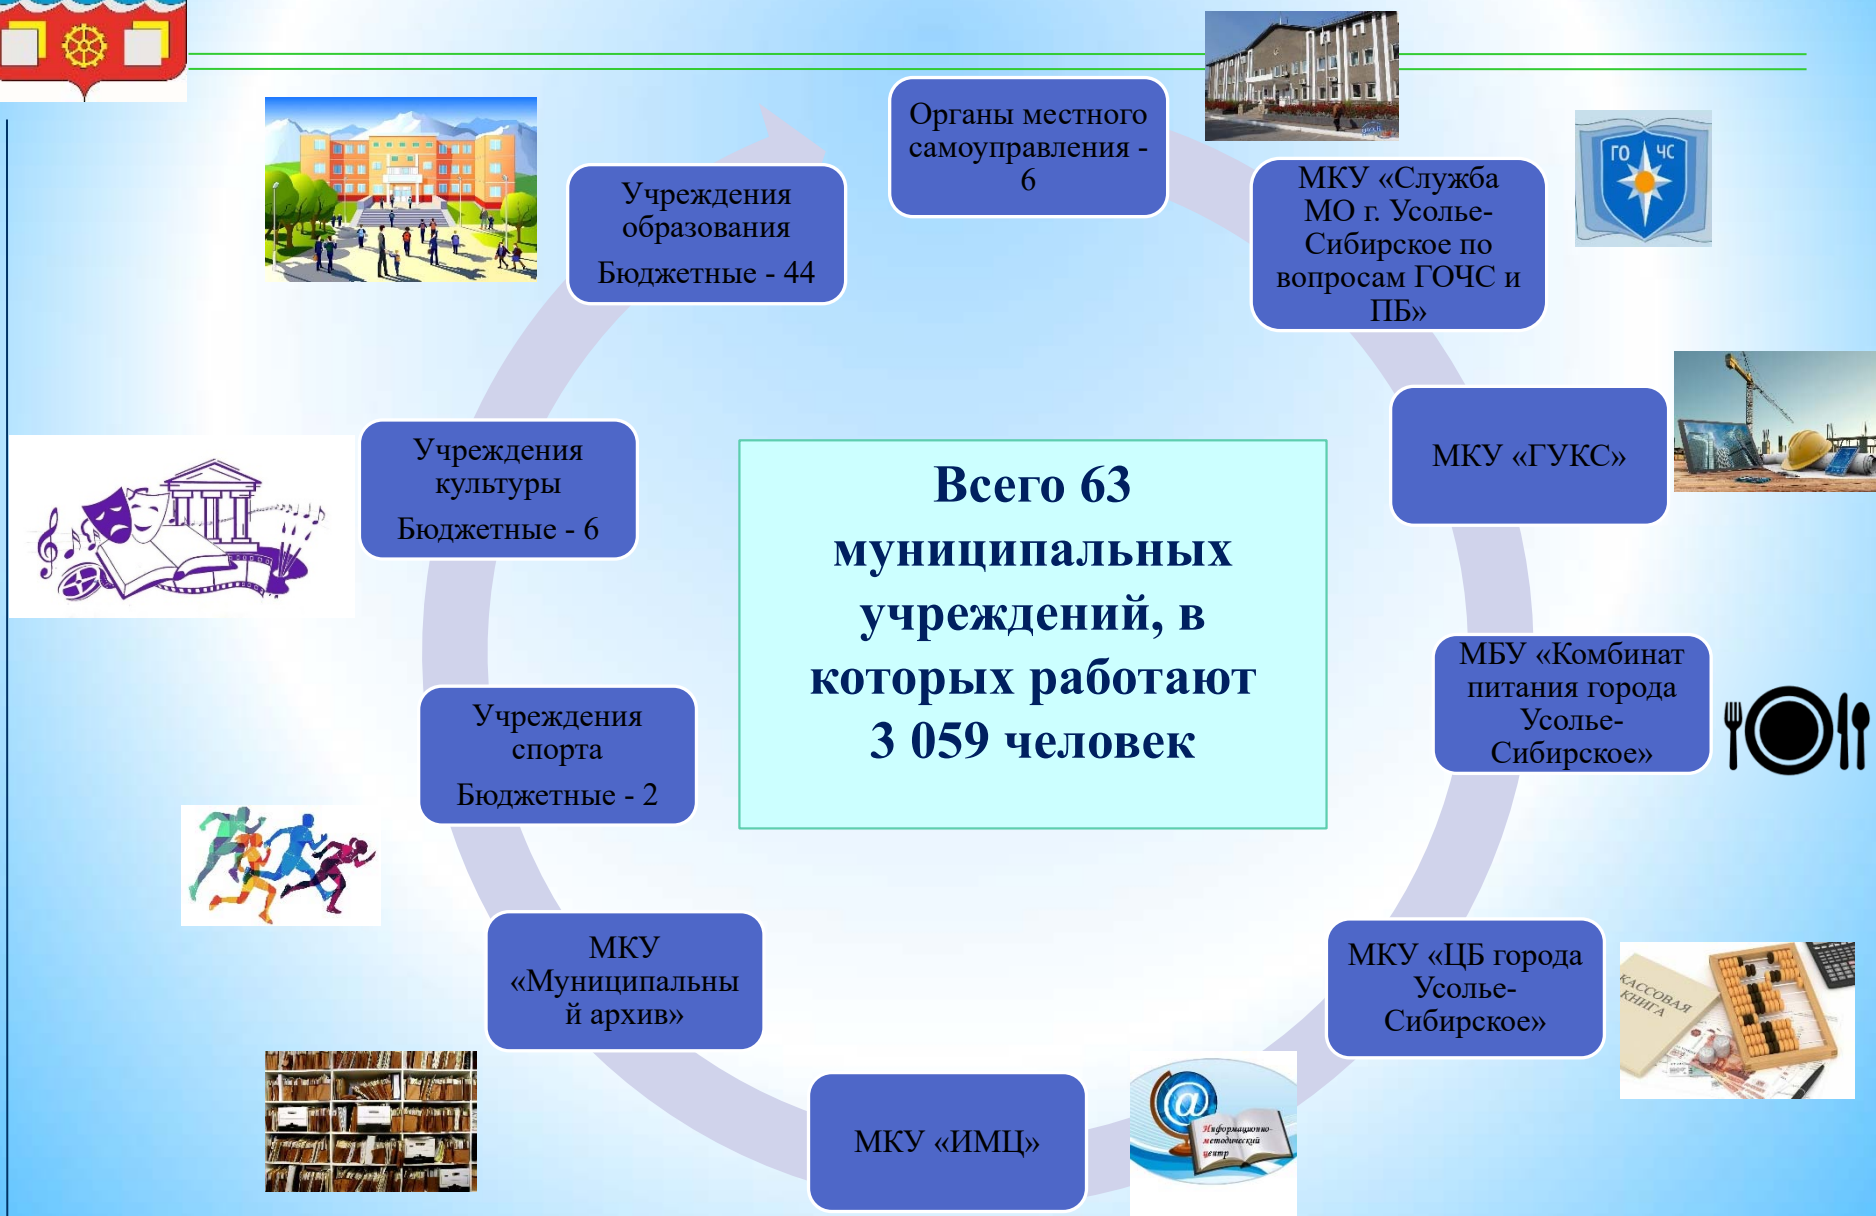 Органы местного
самоуправления -
6
ГО ЧС
МКУ «Служба
МО г. Усолье-
Сибирское по
вопросам ГОЧС и
ПБ»
МКУ «ГУКС»
МБУ «Комбинат
питания города
Усолье-
Сибирское»
МКУ «ЦБ города
Усолье-
Сибирское»
КАССОВАЯ
КНИГА
МКУ «ИМЦ»
@
Информационно-
методический
центр
МКУ
«Муниципальны
й архив»
Учреждения
спорта
Бюджетные - 2
Учреждения
культуры
Бюджетные - 6
Учреждения
образования
Бюджетные - 44
Всего 63
муниципальных
учреждений, в
которых работают
3 059 человек